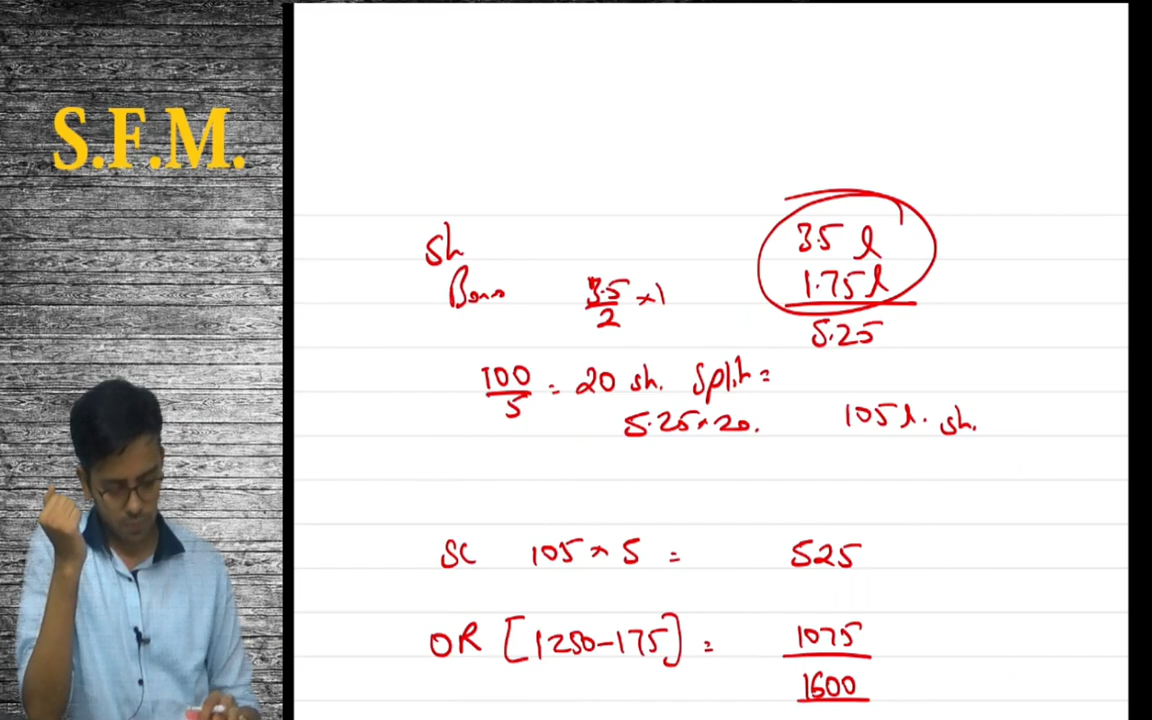 S.F.M.
Sh 3.5 l
Bonus 3.5/2 ×1 1.75l
5.25
100/5 = 20 sh. Split =
5.25×20. 105 l. sh.
SC 105 × 5 = 525
OR [1250-175] = 1075
1600